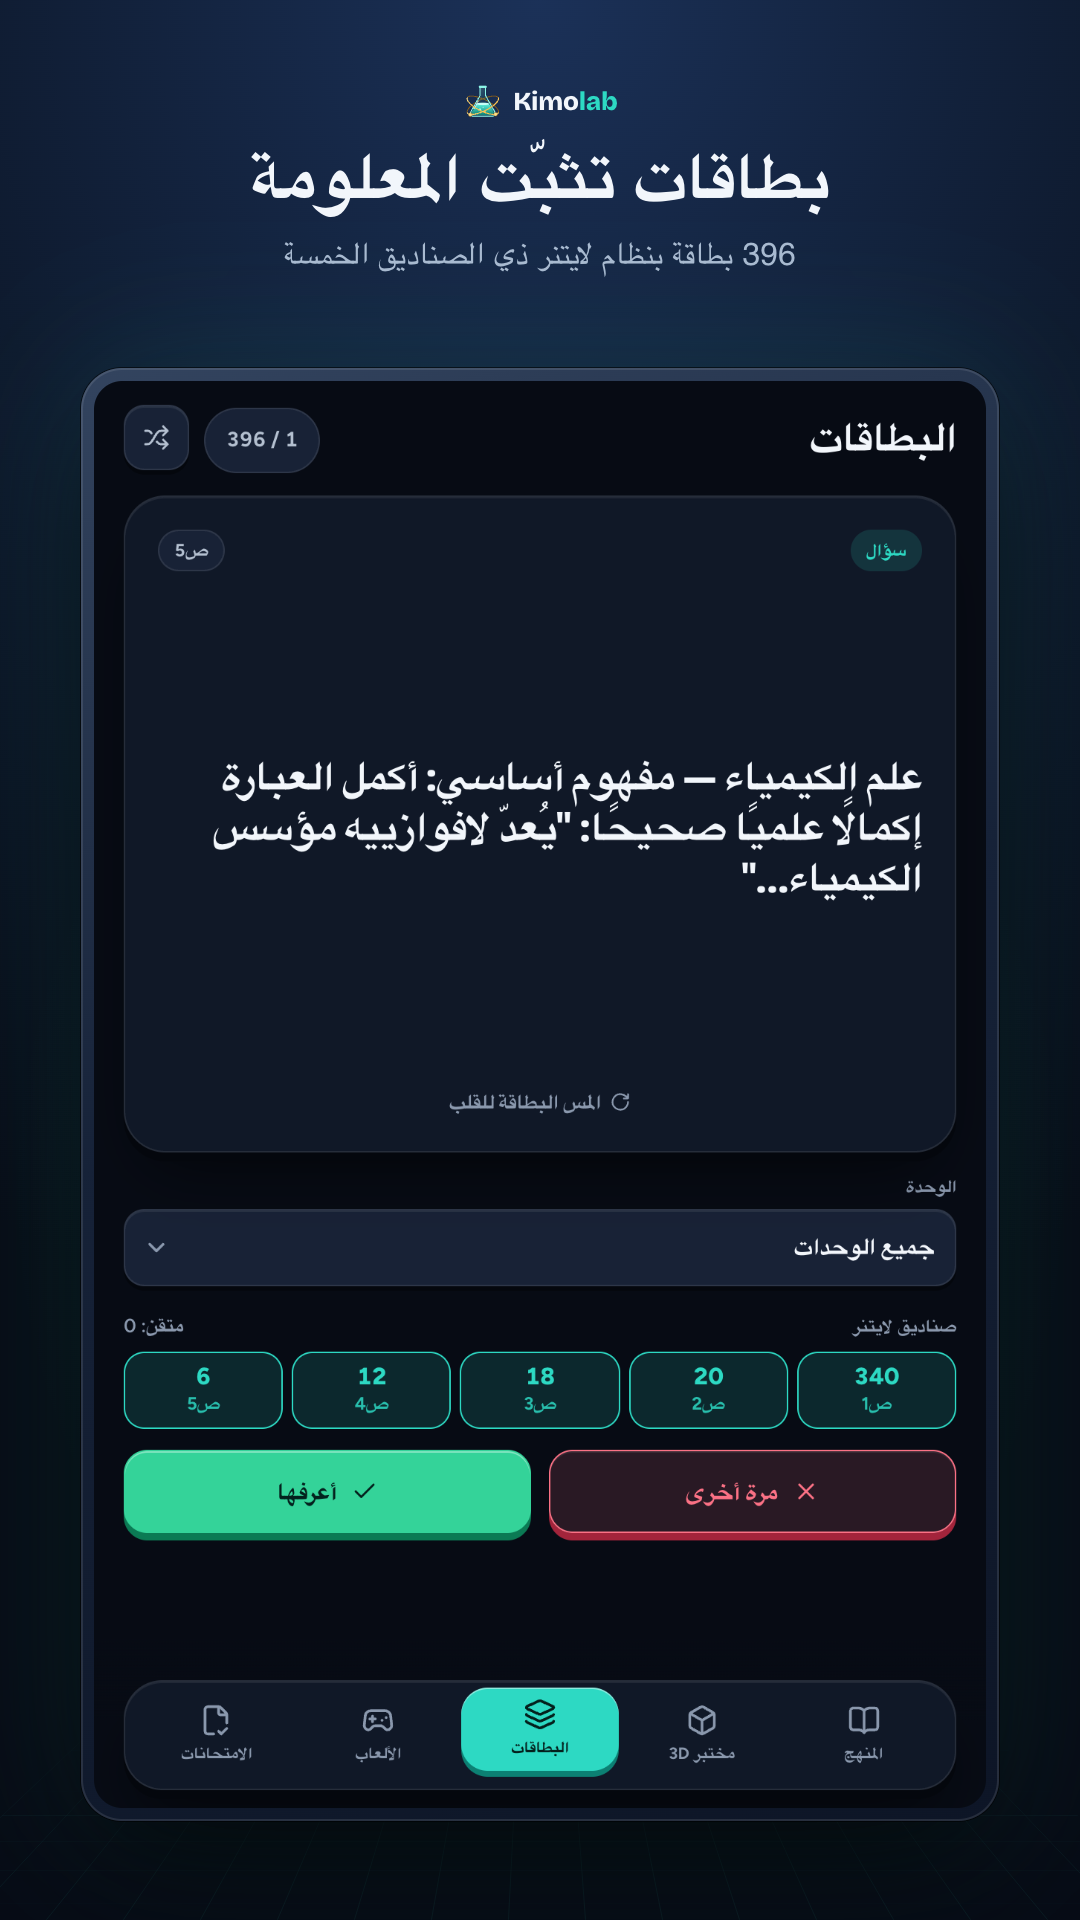 Kimolab
بطاقات تثبّت المعلومة
396 بطاقة بنظام لايتنر ذي الصناديق الخمسة
البطاقات
396 / 1
سؤال
ص5
علم الكيمياء — مفهوم أساسي: أكمل العبارة
إكمالًا علميًا صحيحًا: "يُعدّ لافوازييه مؤسس
الكيمياء..."
المس البطاقة للقلب
الوحدة
جميع الوحدات
صناديق لايتنر
متقن: 0
340
ص1
20
ص2
18
ص3
12
ص4
6
ص5
مرة أخرى
أعرفها
المنهج
مختبر 3D
البطاقات
الألعاب
الامتحانات